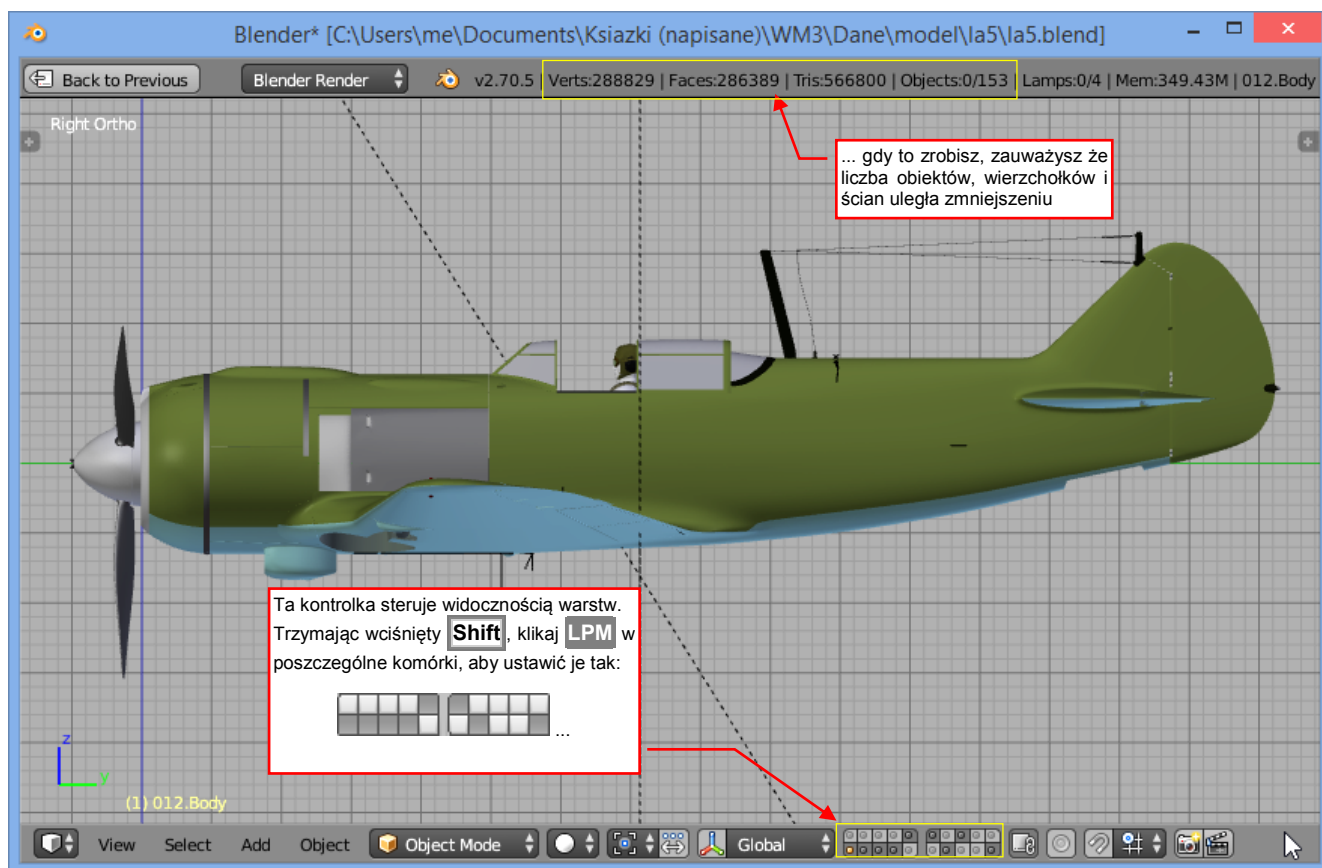 Blender* [C:\Users\me\Documents\Ksiazki (napisane)\WM3\Dane\model\la5\la5.blend]
Back to Previous
Blender Render
v2.70.5 | Verts:288829 | Faces:286389 | Tris:566800 | Objects:0/153 | Lamps:0/4 | Mem:349.43M | 012.Body
Right Ortho
... gdy to zrobisz, zauważysz że
liczba obiektów, wierzchołków i
ścian uległa zmniejszeniu
Ta kontrolka steruje widocznością warstw.
Trzymając wciśnięty Shift, klikaj LPM w
poszczególne komórki, aby ustawić je tak:
...
z
y
(1) 012.Body
View Select Add Object Object Mode Global